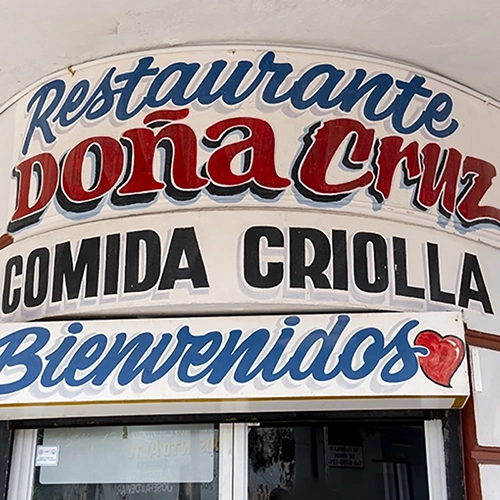 Restaurante
Doña Cruz
COMIDA CRIOLLA
Bienvenidos